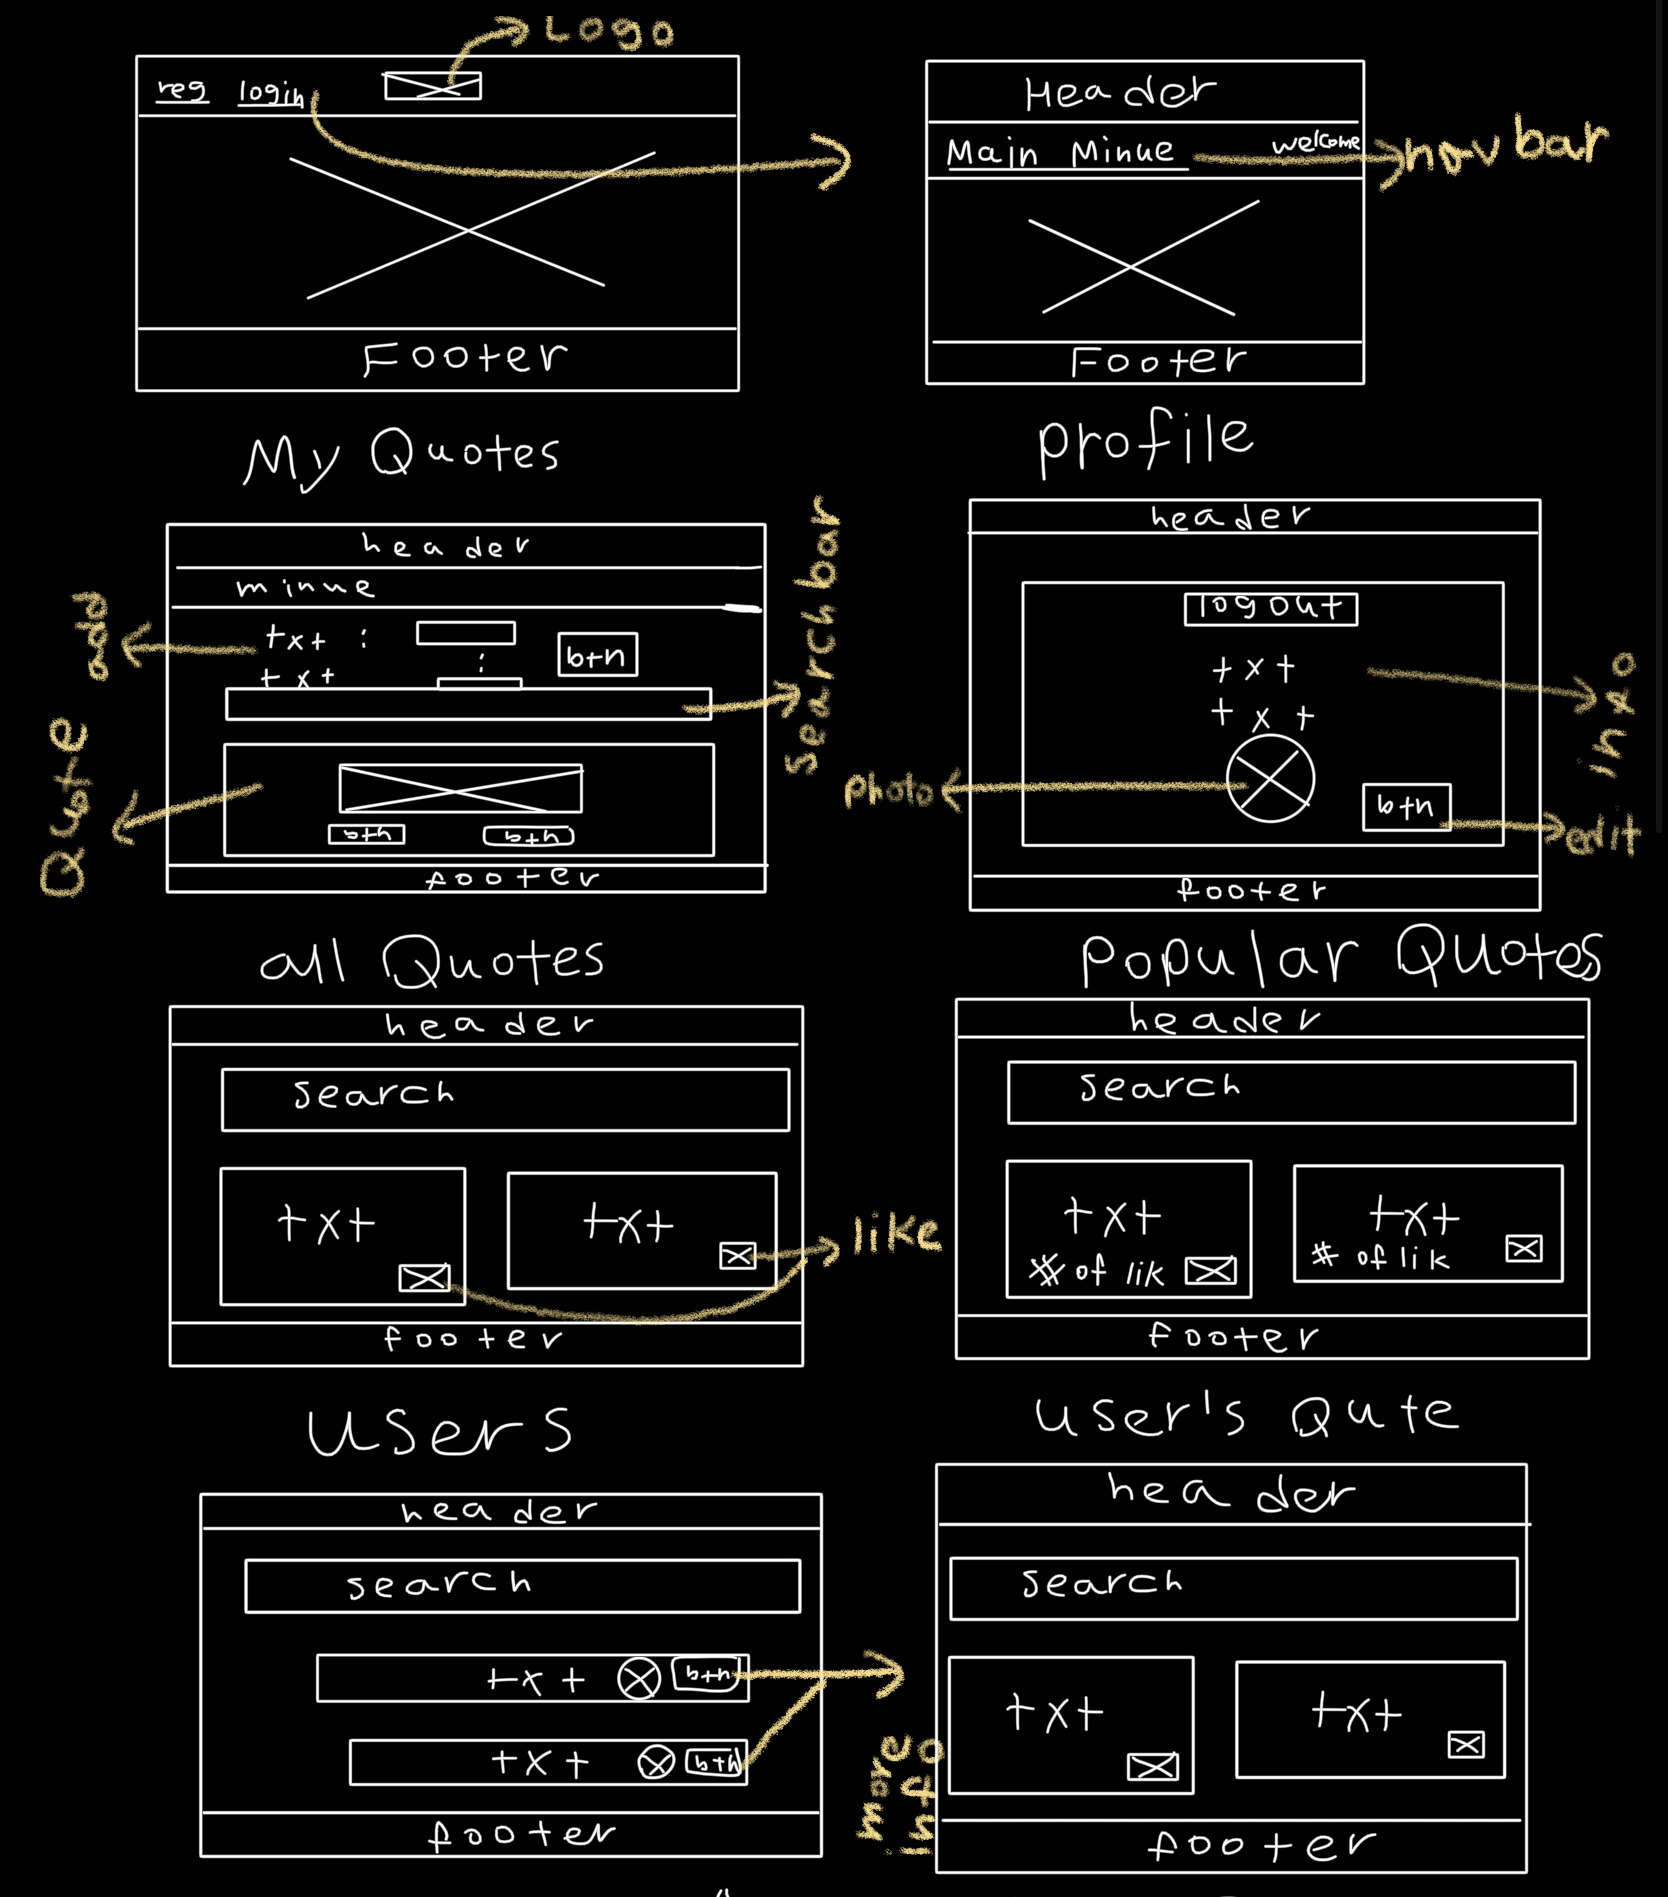 Logo
reg login
Footer
Header
Main Minue welcome
nav bar
Footer
My Quotes
header
minue
txt :
btn
:
txt
add
search bar
Quote
btn btn
footer
profile
header
logout
txt
txt
info
photo
btn
edit
footer
all Quotes
header
search
txt txt
like
footer
Popular Quotes
header
search
txt txt
# of lik # of lik
footer
Users
header
search
txt btn
txt btn
more info
footer
user's Qute
header
search
txt txt
footer